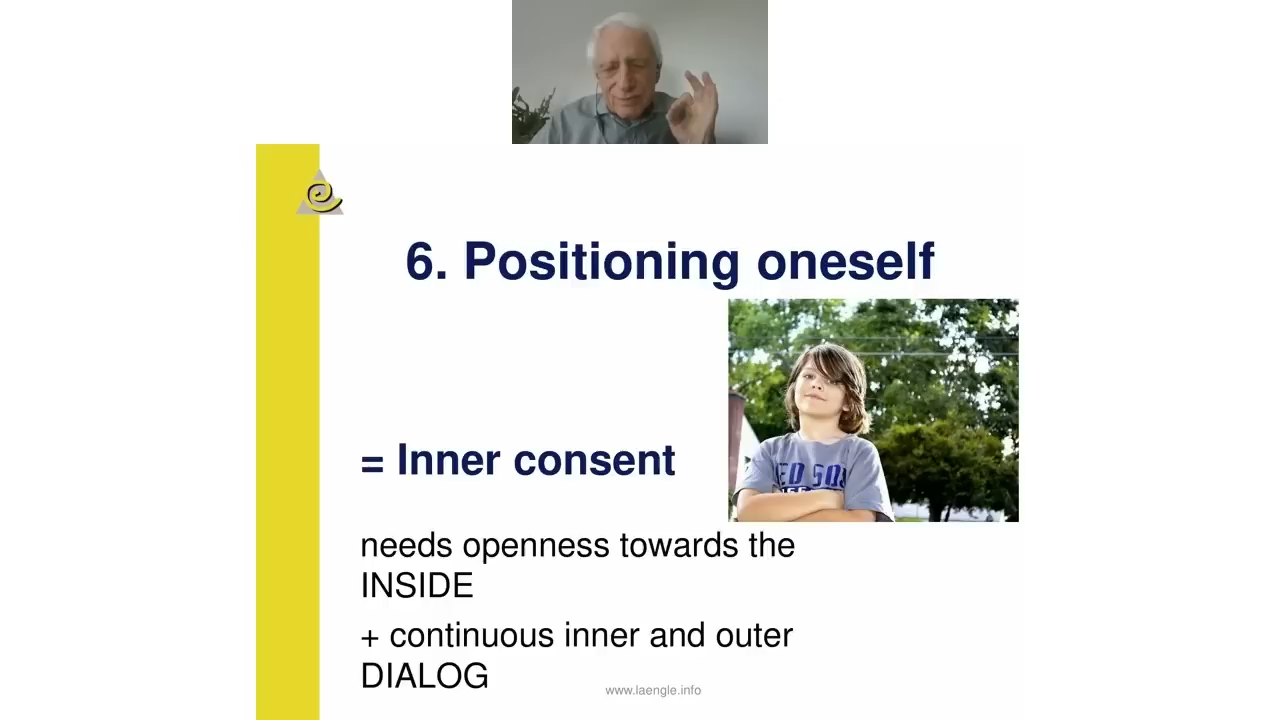 6. Positioning oneself
= Inner consent
needs openness towards the
INSIDE
+ continuous inner and outer
DIALOG
www.laengle.info